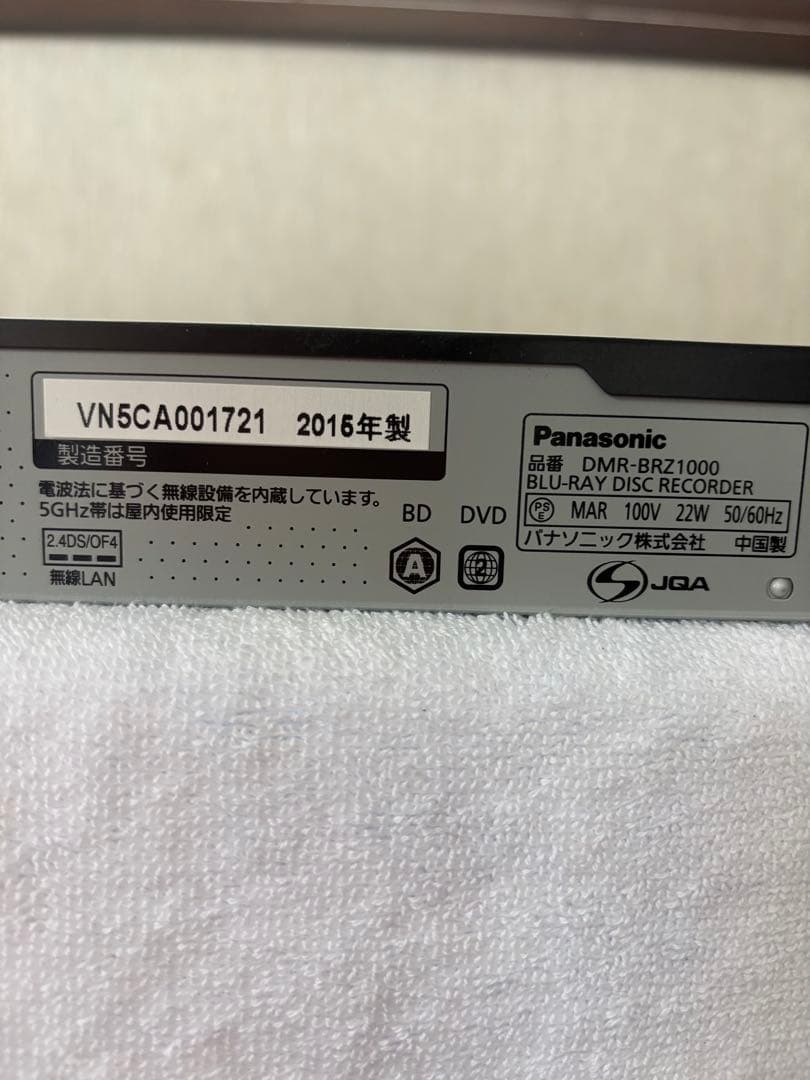 VN5CA001721 2015年製
製造番号
電波法に基づく無線設備を内蔵しています。
5GHz帯は屋内使用限定
2.4DS/OF4
無線LAN
BD DVD
A 2
Panasonic
品番 DMR-BRZ1000
BLU-RAY DISC RECORDER
PSE MAR 100V 22W 50/60Hz
パナソニック株式会社 中国製
JQA